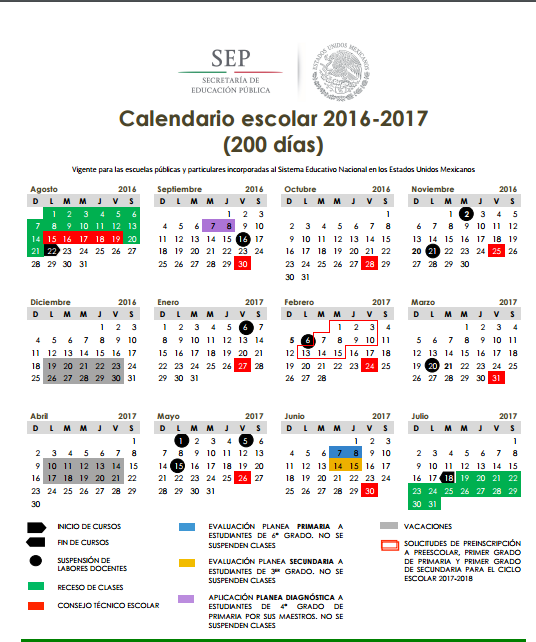 SEP
SECRETARÍA DE
EDUCACIÓN PÚBLICA
ESTADOS UNIDOS MEXICANOS
Calendario escolar 2016-2017
(200 días)
Vigente para las escuelas públicas y particulares incorporadas al Sistema Educativo Nacional en los Estados Unidos Mexicanos
Agosto 2016
D L M M J V S
1 2 3 4 5 6
7 8 9 10 11 12 13
14 15 16 17 18 19 20
21 22 23 24 25 26 27
28 29 30 31
Septiembre 2016
D L M M J V S
1 2 3
4 5 6 7 8 9 10
11 12 13 14 15 16 17
18 19 20 21 22 23 24
25 26 27 28 29 30
Octubre 2016
D L M M J V S
1
2 3 4 5 6 7 8
9 10 11 12 13 14 15
16 17 18 19 20 21 22
23 24 25 26 27 28 29
30 31
Noviembre 2016
D L M M J V S
1 2 3 4 5
6 7 8 9 10 11 12
13 14 15 16 17 18 19
20 21 22 23 24 25 26
27 28 29 30
Diciembre 2016
D L M M J V S
1 2 3
4 5 6 7 8 9 10
11 12 13 14 15 16 17
18 19 20 21 22 23 24
25 26 27 28 29 30 31
Enero 2017
D L M M J V S
1 2 3 4 5 6 7
8 9 10 11 12 13 14
15 16 17 18 19 20 21
22 23 24 25 26 27 28
29 30 31
Febrero 2017
D L M M J V S
1 2 3 4
5 6 7 8 9 10 11
12 13 14 15 16 17 18
19 20 21 22 23 24 25
26 27 28
Marzo 2017
D L M M J V S
1 2 3 4
5 6 7 8 9 10 11
12 13 14 15 16 17 18
19 20 21 22 23 24 25
26 27 28 29 30 31
Abril 2017
D L M M J V S
1
2 3 4 5 6 7 8
9 10 11 12 13 14 15
16 17 18 19 20 21 22
23 24 25 26 27 28 29
30
Mayo 2017
D L M M J V S
1 2 3 4 5 6
7 8 9 10 11 12 13
14 15 16 17 18 19 20
21 22 23 24 25 26 27
28 29 30 31
Junio 2017
D L M M J V S
1 2 3
4 5 6 7 8 9 10
11 12 13 14 15 16 17
18 19 20 21 22 23 24
25 26 27 28 29 30
Julio 2017
D L M M J V S
1
2 3 4 5 6 7 8
9 10 11 12 13 14 15
16 17 18 19 20 21 22
23 24 25 26 27 28 29
30 31
INICIO DE CURSOS
FIN DE CURSOS
SUSPENSIÓN DE
LABORES DOCENTES
RECESO DE CLASES
CONSEJO TÉCNICO ESCOLAR
EVALUACIÓN PLANEA PRIMARIA A
ESTUDIANTES DE 6º GRADO. NO SE
SUSPENDEN CLASES
EVALUACIÓN PLANEA SECUNDARIA A
ESTUDIANTES DE 3ER GRADO. NO SE
SUSPENDEN CLASES
APLICACIÓN PLANEA DIAGNÓSTICA A
ESTUDIANTES DE 4º GRADO DE
PRIMARIA POR SUS MAESTROS. NO SE
SUSPENDEN CLASES
VACACIONES
SOLICITUDES DE PREINSCRIPCIÓN
A PREESCOLAR, PRIMER GRADO
DE PRIMARIA Y PRIMER GRADO
DE SECUNDARIA PARA EL CICLO
ESCOLAR 2017-2018